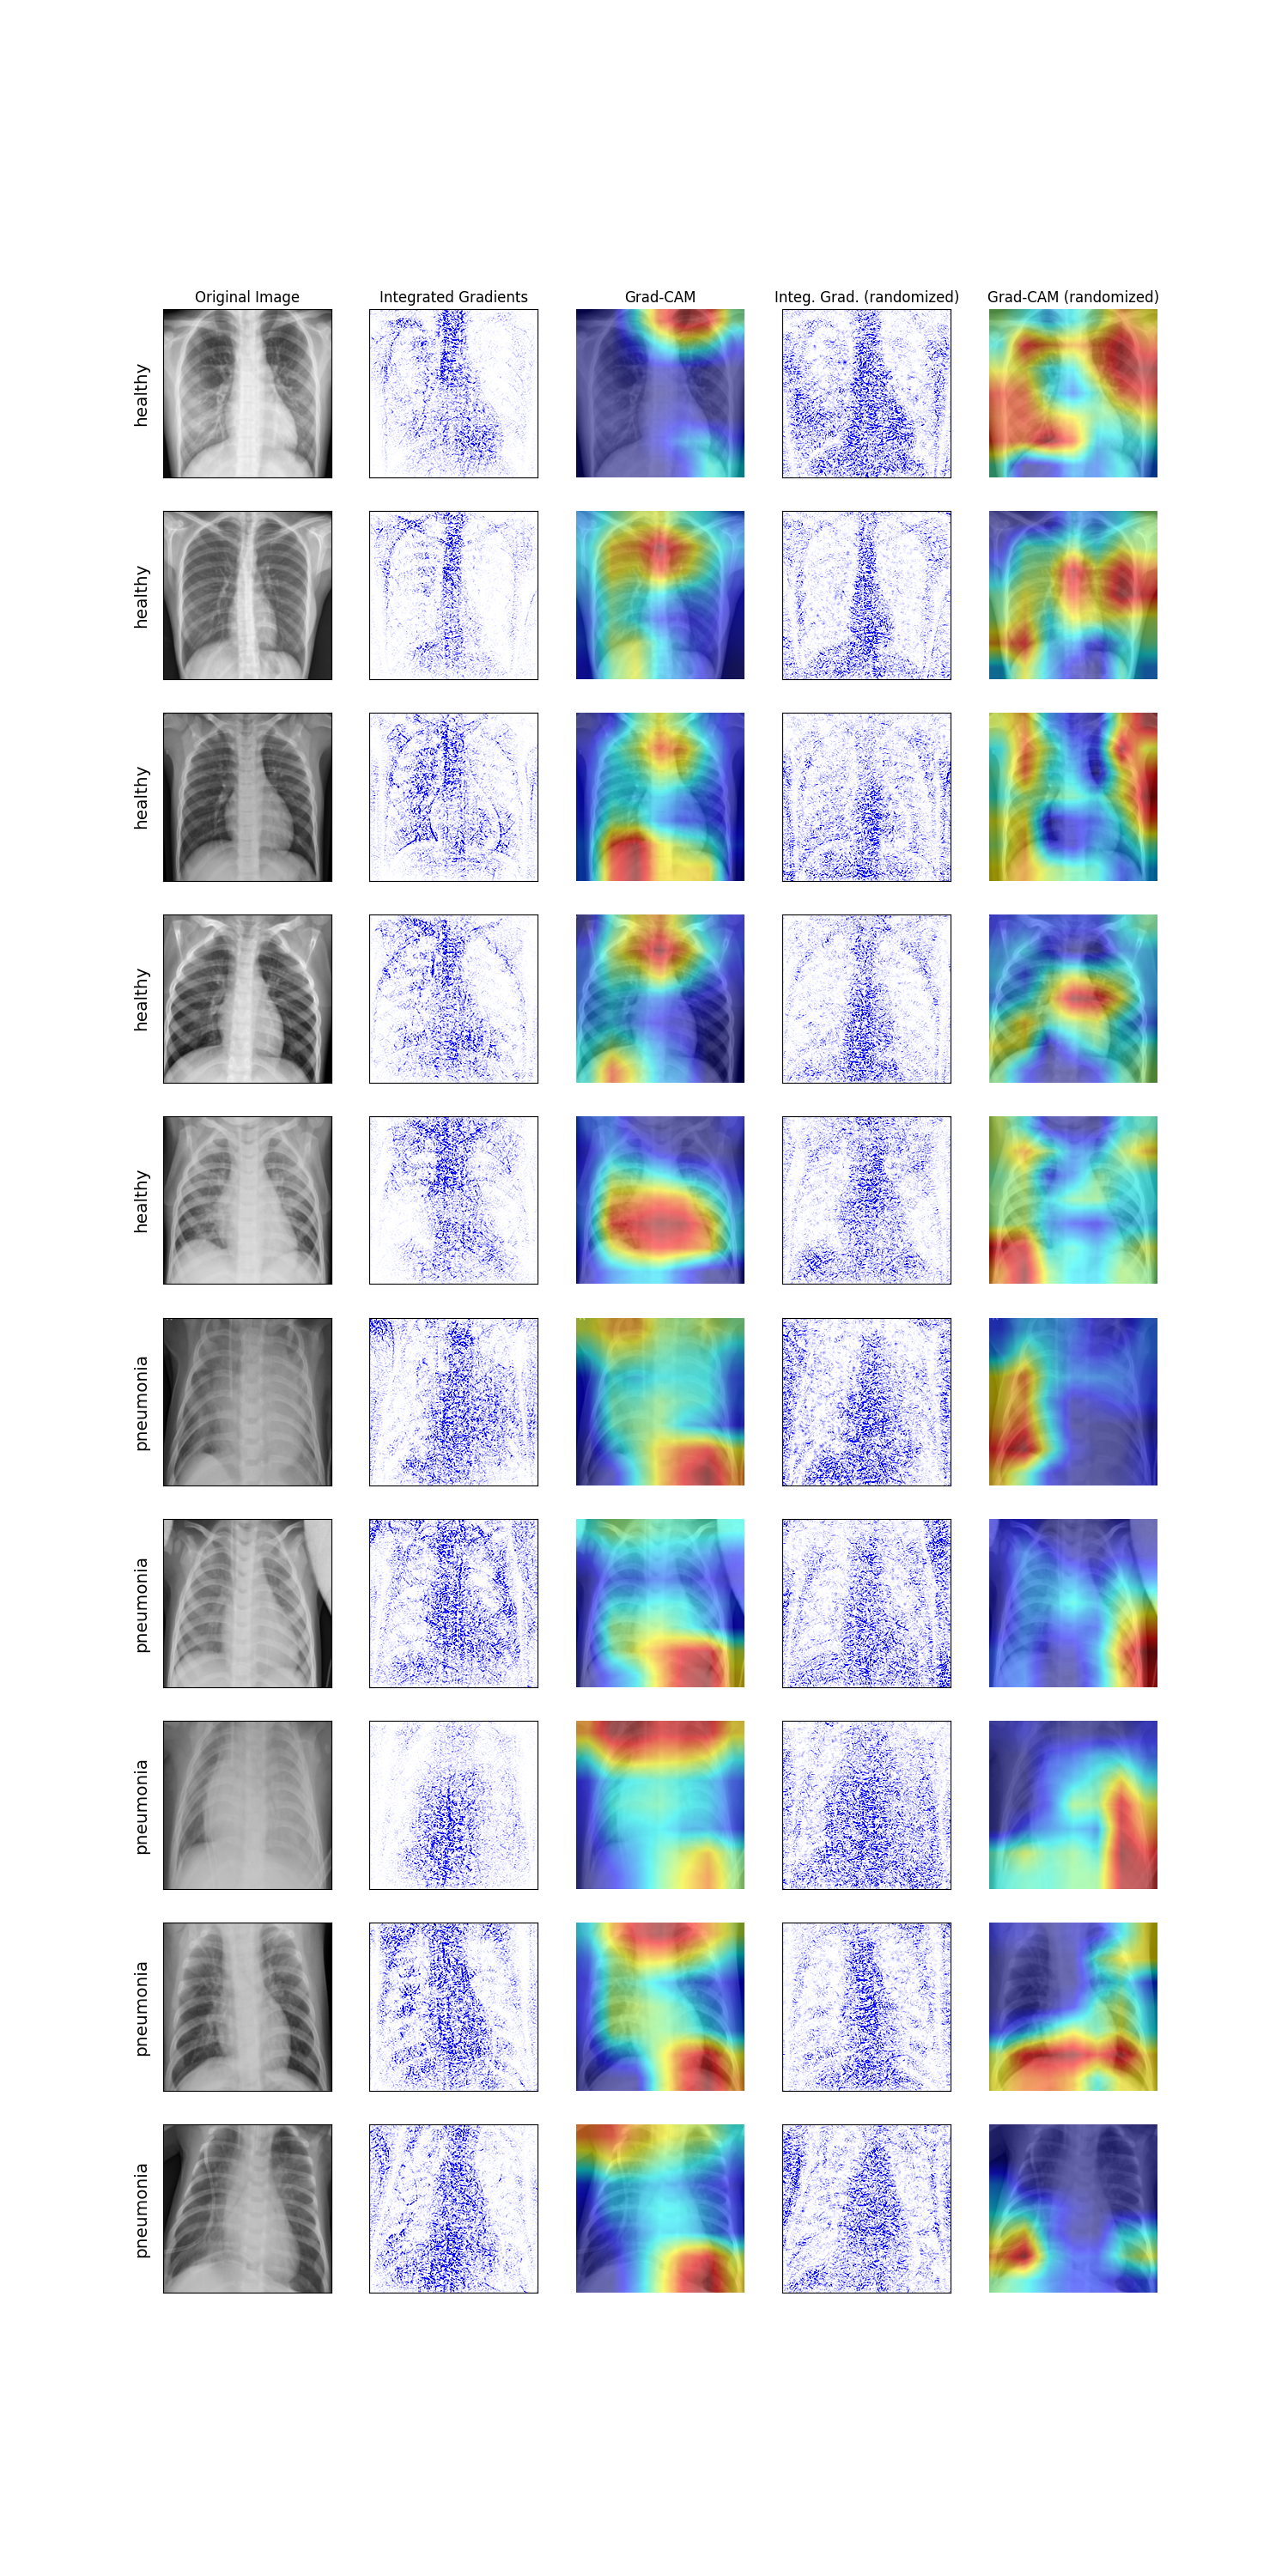 Original Image
Integrated Gradients
Grad-CAM
Integ. Grad. (randomized)
Grad-CAM (randomized)
healthy
healthy
healthy
healthy
healthy
pneumonia
pneumonia
pneumonia
pneumonia
pneumonia